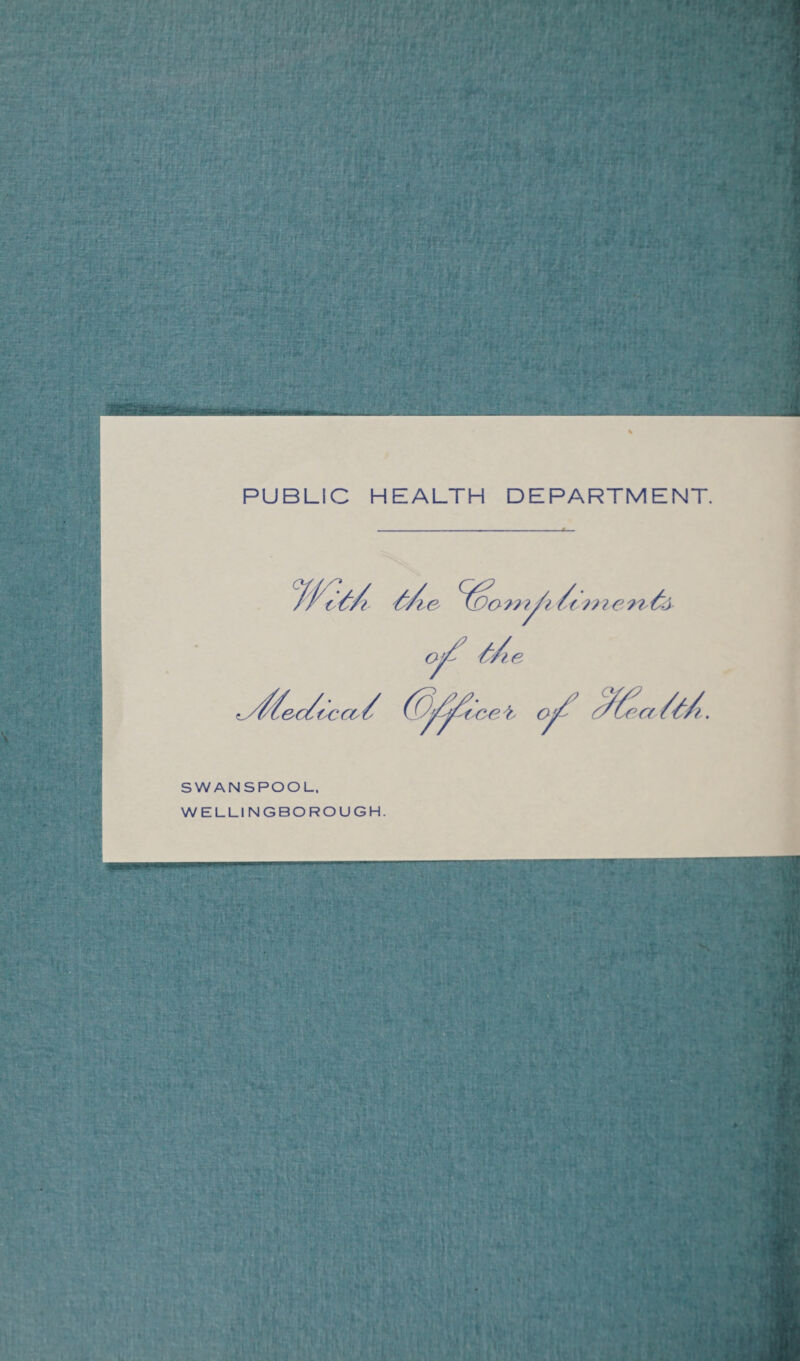 PUBLIC HEALTH DEPARTMENT.
With the Compliments
of the
Medical Officer of Health.
SWANSPOOL,
WELLINGBOROUGH.